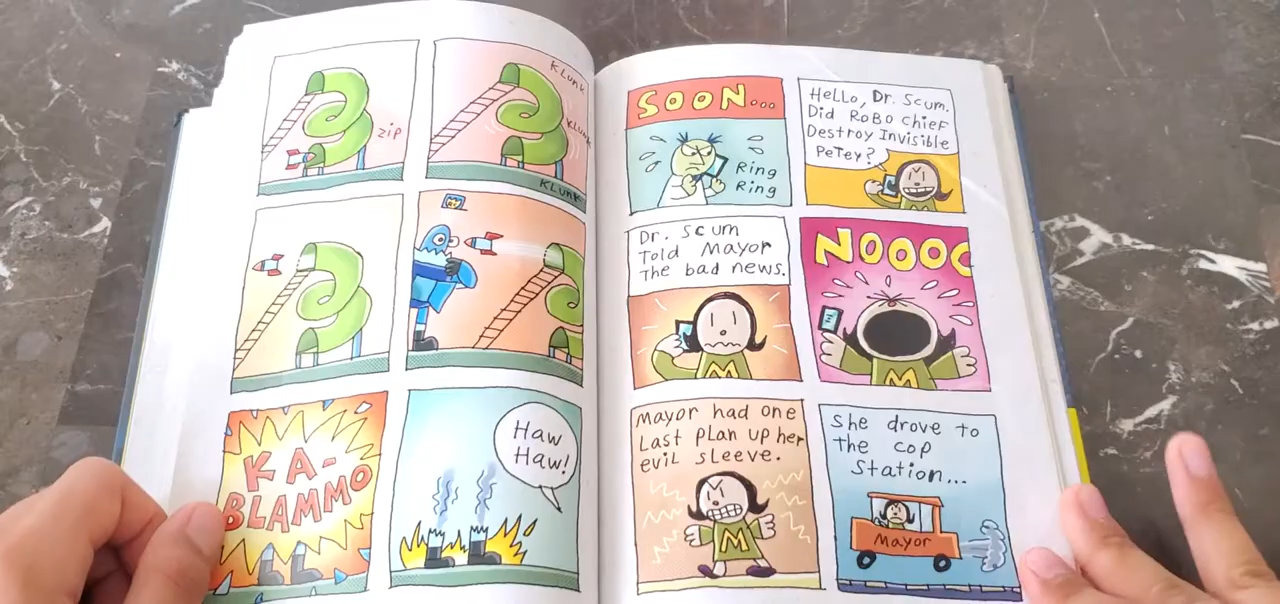 zip
KLUNK
KLUNK
KLUNK
KA-
BLAMMO
Haw
Haw!
SOON...
Ring
Ring
Hello, Dr. Scum.
Did Robo Chief
Destroy Invisible
Petey?
M
Dr. Scum
Told Mayor
The bad news.
M
NOOOO
M
Mayor had one
Last plan up her
evil sleeve.
M
She drove to
the cop
Station...
Mayor